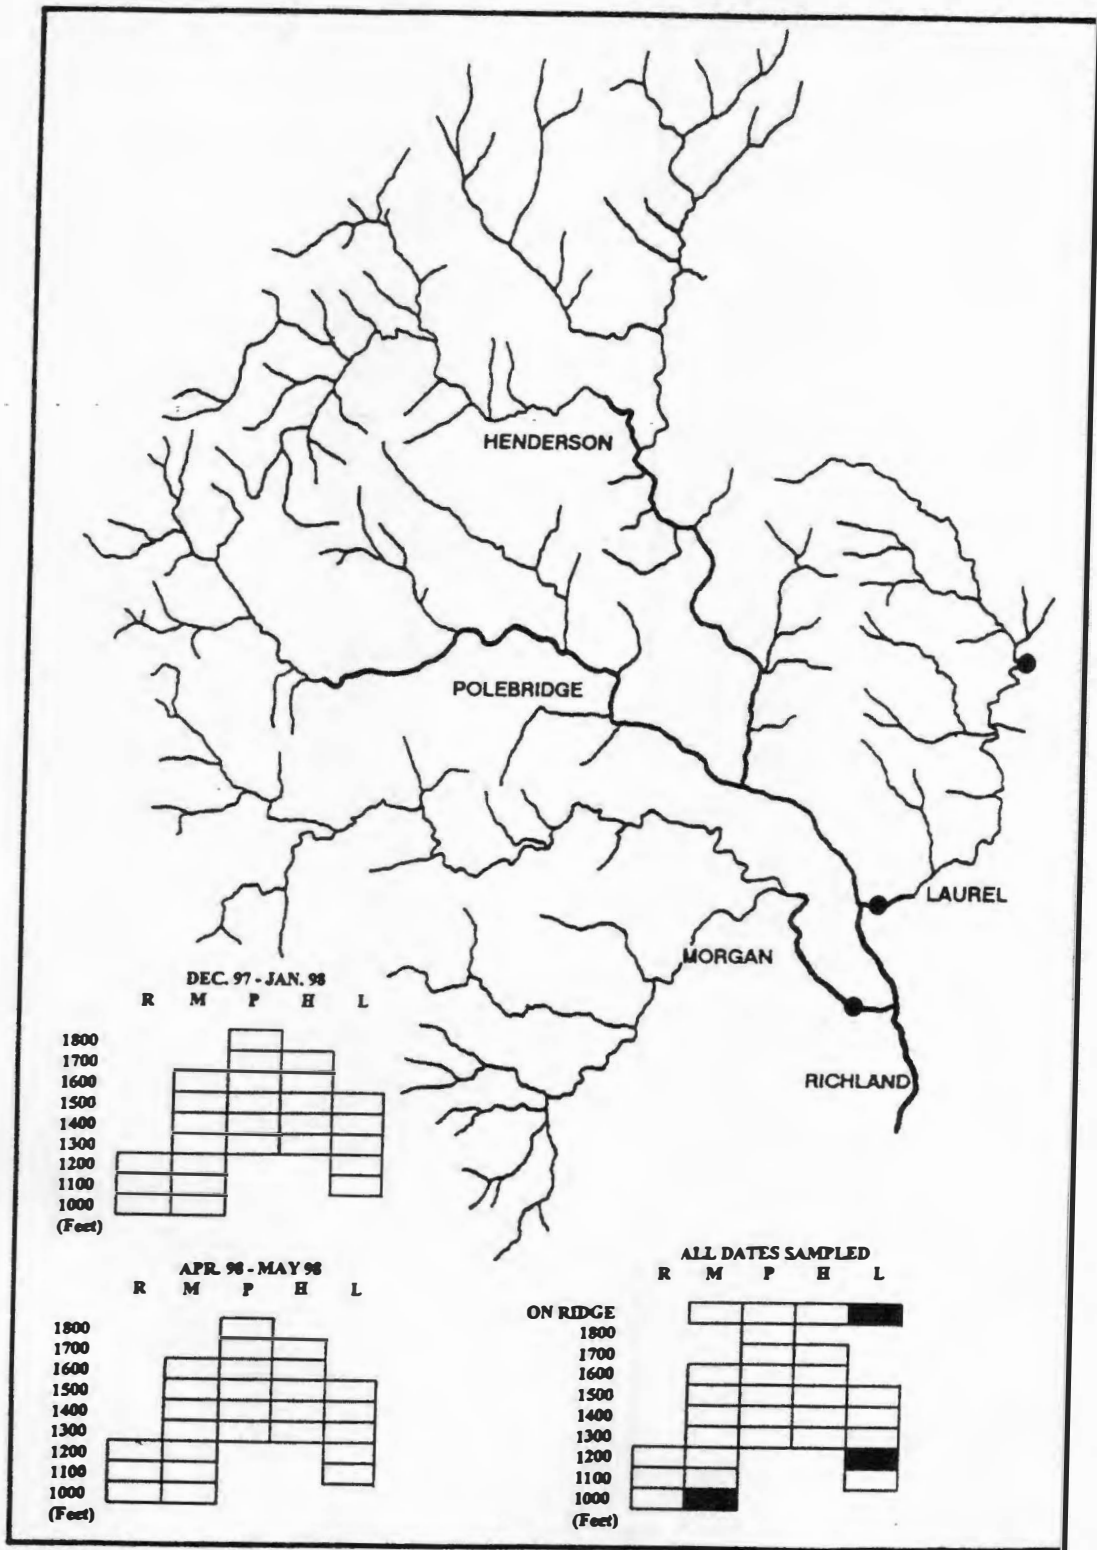 HENDERSON
POLEBRIDGE
LAUREL
MORGAN
RICHLAND
DEC. 97 - JAN. 98
R M P H L
1800
1700
1600
1500
1400
1300
1200
1100
1000
(Feet)
APR. 98 - MAY 98
R M P H L
1800
1700
1600
1500
1400
1300
1200
1100
1000
(Feet)
ALL DATES SAMPLED
R M P H L
ON RIDGE
1800
1700
1600
1500
1400
1300
1200
1100
1000
(Feet)